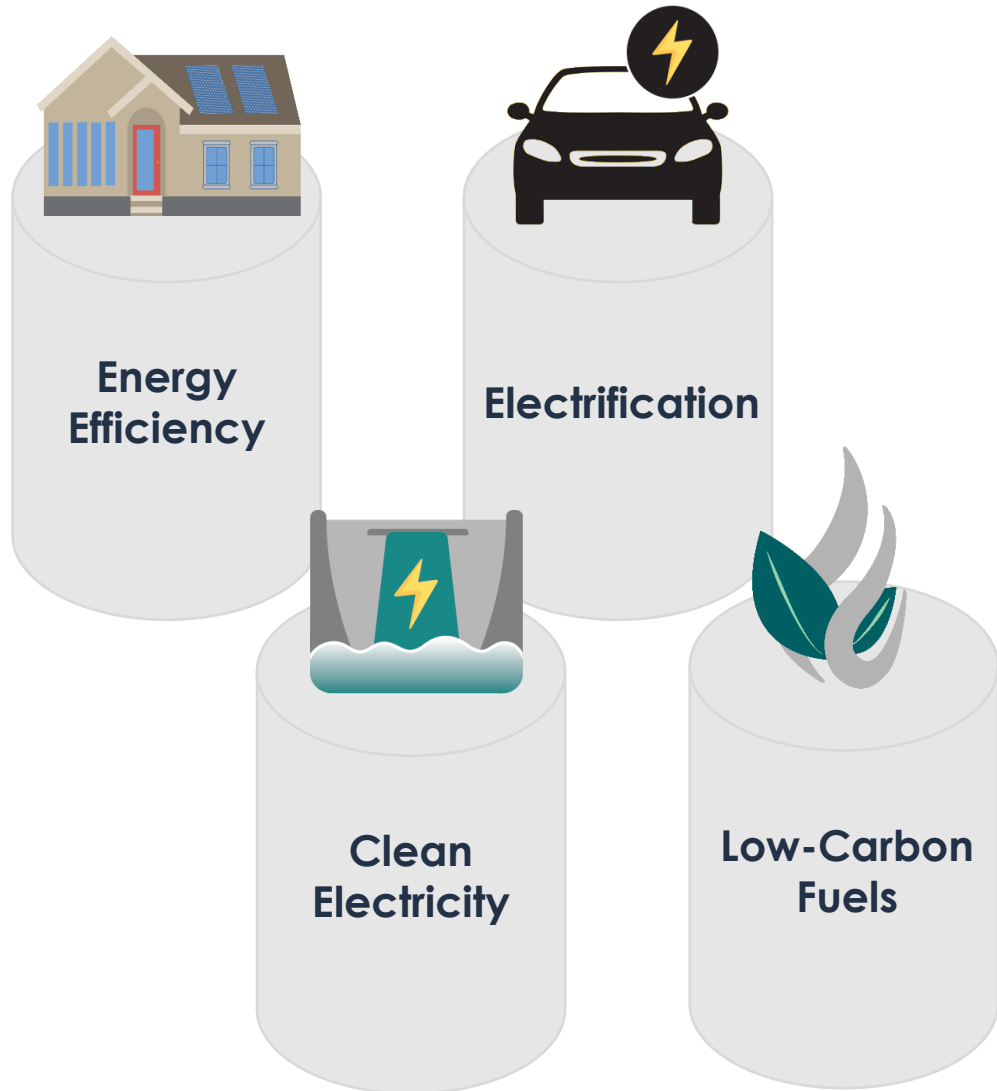 Energy
Efficiency
Electrification
Clean
Electricity
Low-Carbon
Fuels